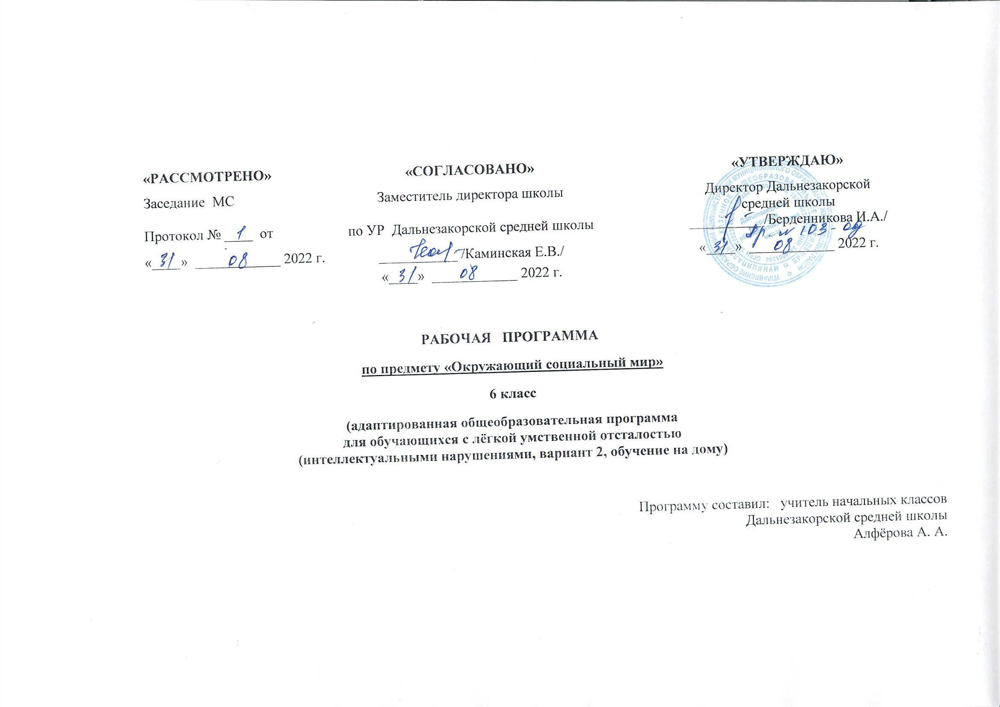 «РАССМОТРЕНО»
Заседание МС
Протокол № 1 от
«31» 08 2022 г.
«СОГЛАСОВАНО»
Заместитель директора школы
по УР Дальнезакорской средней школы
/Каминская Е.В./
«31» 08 2022 г.
«УТВЕРЖДАЮ»
Директор Дальнезакорской
средней школы
/Берденникова И.А./
Пр. № 103-од
«31» 08 2022 г.
РАБОЧАЯ ПРОГРАММА
по предмету «Окружающий социальный мир»
6 класс
(адаптированная общеобразовательная программа
для обучающихся с лёгкой умственной отсталостью
(интеллектуальными нарушениями, вариант 2, обучение на дому)
Программу составил: учитель начальных классов
Дальнезакорской средней школы
Алфёрова А. А.